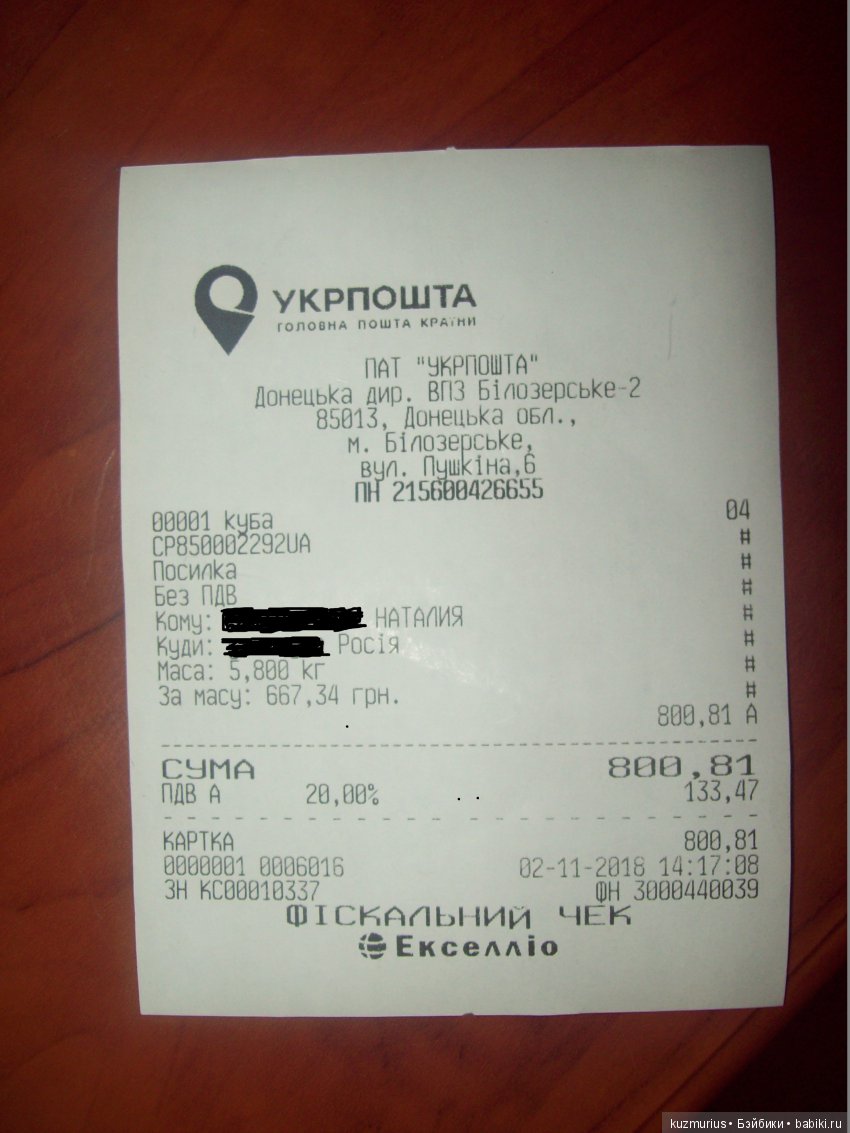 УКРПОШТА
ГОЛОВНА ПОШТА КРАЇНИ
ПАТ "УКРПОШТА"
Донецька дир. ВПЗ Білозерське-2
85013, Донецька обл.,
м. Білозерське,
вул. Пушкіна,6
ПН 215600426655
00001 куба 04
CP850002292UA #
Посилка #
Без ПДВ #
Кому: НАТАЛИЯ #
Куди: Росія #
Маса: 5,800 кг #
За масу: 667,34 грн. #
800,81 А
СУМА 800,81
ПДВ А 20,00% 133,47
КАРТКА 800,81
0000001 0006016 02-11-2018 14:17:08
ЗН КС00010337 ФН 3000440039
ФІСКАЛЬНИЙ ЧЕК
Екселліо
kuzmurius • Бэйбики • babiki.ru